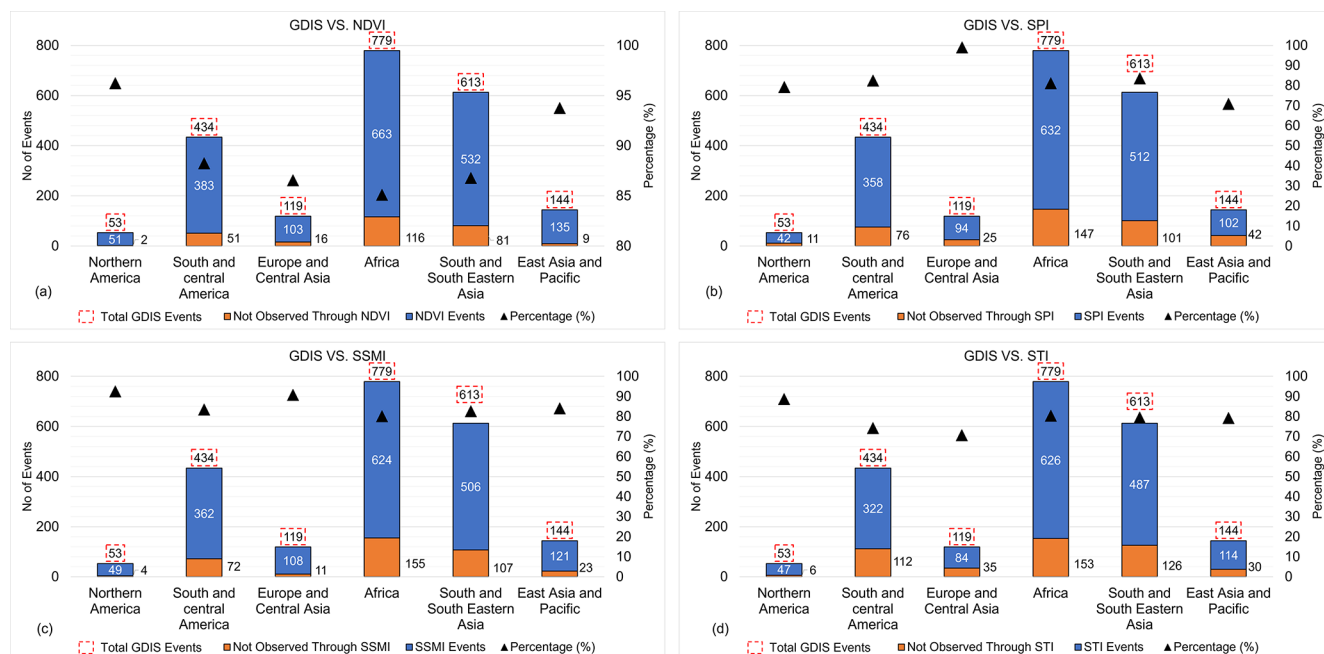 GDIS VS. NDVI
No of Events
800
600
400
200
0
Percentage (%)
100
95
90
85
80
53
51
2
434
383
51
119
103
16
779
663
116
613
532
81
144
135
9
Northern
America
South and
central
America
Europe and
Central Asia
Africa
South and
South Eastern
Asia
East Asia and
Pacific
(a)
Total GDIS Events Not Observed Through NDVI NDVI Events Percentage (%)
GDIS VS. SPI
No of Events
800
600
400
200
0
Percentage (%)
100
90
80
70
60
50
40
30
20
10
0
53
42
11
434
358
76
119
94
25
779
632
147
613
512
101
144
102
42
Northern
America
South and
central
America
Europe and
Central Asia
Africa
South and
South Eastern
Asia
East Asia and
Pacific
(b)
Total GDIS Events Not Observed Through SPI SPI Events Percentage (%)
GDIS VS. SSMI
No of Events
800
600
400
200
0
Percentage (%)
100
90
80
70
60
50
40
30
20
10
0
53
49
4
434
362
72
119
108
11
779
624
155
613
506
107
144
121
23
Northern
America
South and
central
America
Europe and
Central Asia
Africa
South and
South Eastern
Asia
East Asia and
Pacific
(c)
Total GDIS Events Not Observed Through SSMI SSMI Events Percentage (%)
GDIS VS. STI
No of Events
800
600
400
200
0
Percentage (%)
100
90
80
70
60
50
40
30
20
10
0
53
47
6
434
322
112
119
84
35
779
626
153
613
487
126
144
114
30
Northern
America
South and
central
America
Europe and
Central Asia
Africa
South and
South Eastern
Asia
East Asia and
Pacific
(d)
Total GDIS Events Not Observed Through STI STI Events Percentage (%)